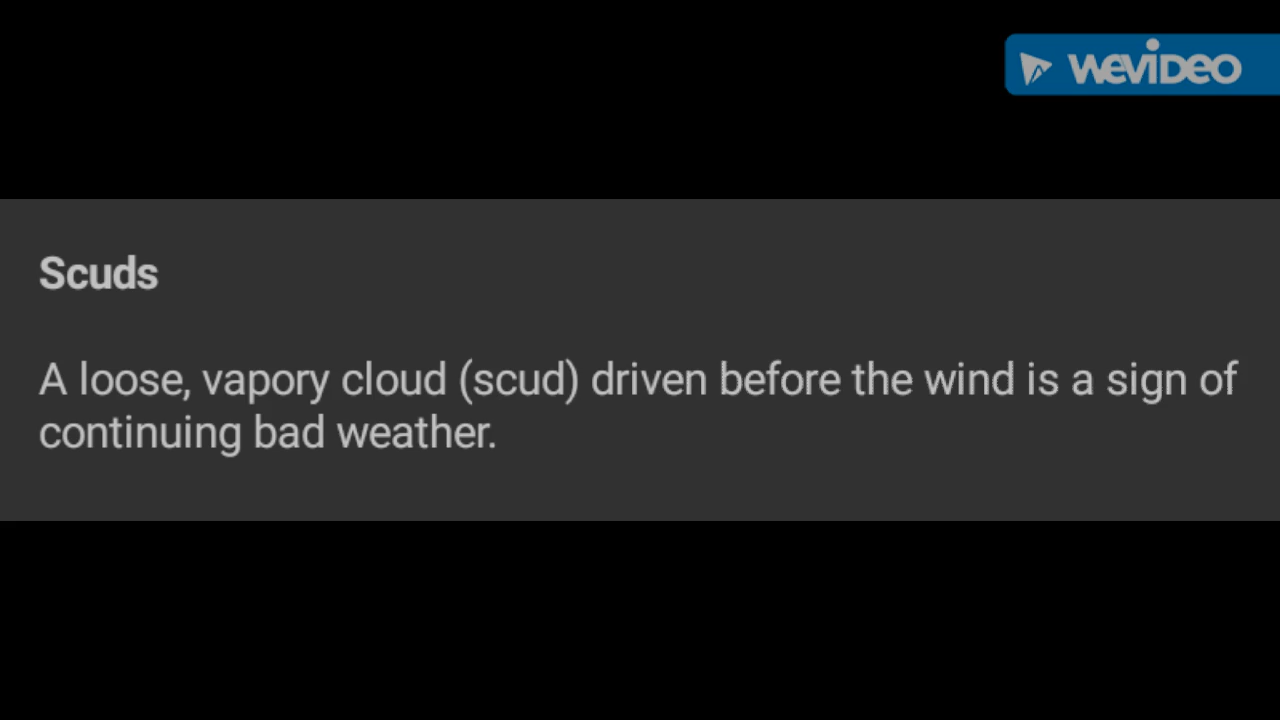 WEVIDEO
Scuds
A loose, vapory cloud (scud) driven before the wind is a sign of
continuing bad weather.